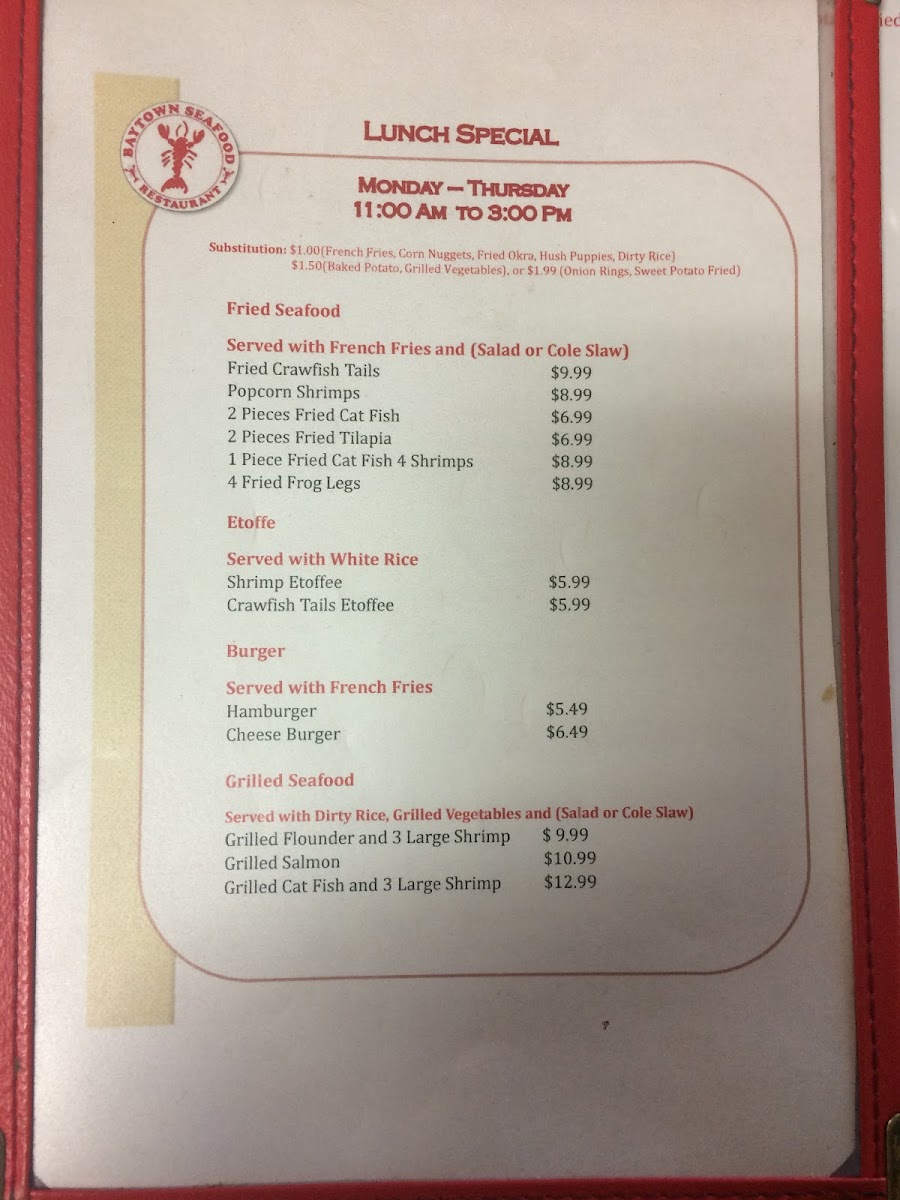 BAYTOWN SEAFOOD
RESTAURANT
LUNCH SPECIAL
MONDAY – THURSDAY
11:00 AM TO 3:00 PM
Substitution: $1.00(French Fries, Corn Nuggets, Fried Okra, Hush Puppies, Dirty Rice)
$1.50(Baked Potato, Grilled Vegetables), or $1.99 (Onion Rings, Sweet Potato Fried)
Fried Seafood
Served with French Fries and (Salad or Cole Slaw)
Fried Crawfish Tails $9.99
Popcorn Shrimps $8.99
2 Pieces Fried Cat Fish $6.99
2 Pieces Fried Tilapia $6.99
1 Piece Fried Cat Fish 4 Shrimps $8.99
4 Fried Frog Legs $8.99
Etoffe
Served with White Rice
Shrimp Etoffee $5.99
Crawfish Tails Etoffee $5.99
Burger
Served with French Fries
Hamburger $5.49
Cheese Burger $6.49
Grilled Seafood
Served with Dirty Rice, Grilled Vegetables and (Salad or Cole Slaw)
Grilled Flounder and 3 Large Shrimp $ 9.99
Grilled Salmon $10.99
Grilled Cat Fish and 3 Large Shrimp $12.99